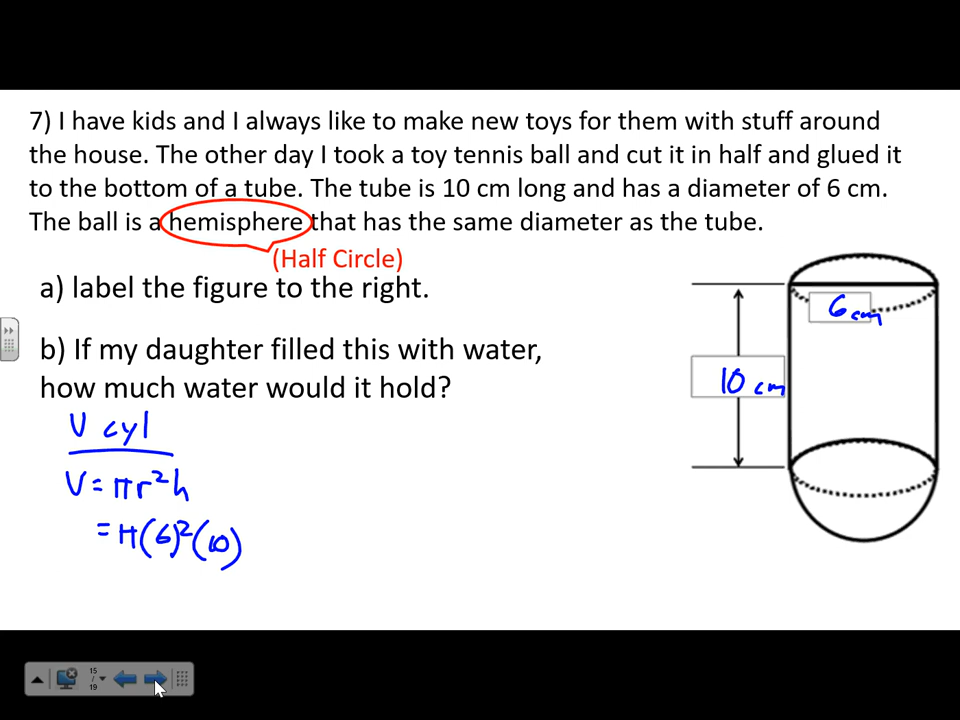 7) I have kids and I always like to make new toys for them with stuff around
the house. The other day I took a toy tennis ball and cut it in half and glued it
to the bottom of a tube. The tube is 10 cm long and has a diameter of 6 cm.
The ball is a hemisphere that has the same diameter as the tube.
(Half Circle)
a) label the figure to the right.
6 cm
b) If my daughter filled this with water,
how much water would it hold?
10 cm
V cyl
V = πr²h
= π(6)²(10)
15
/
19